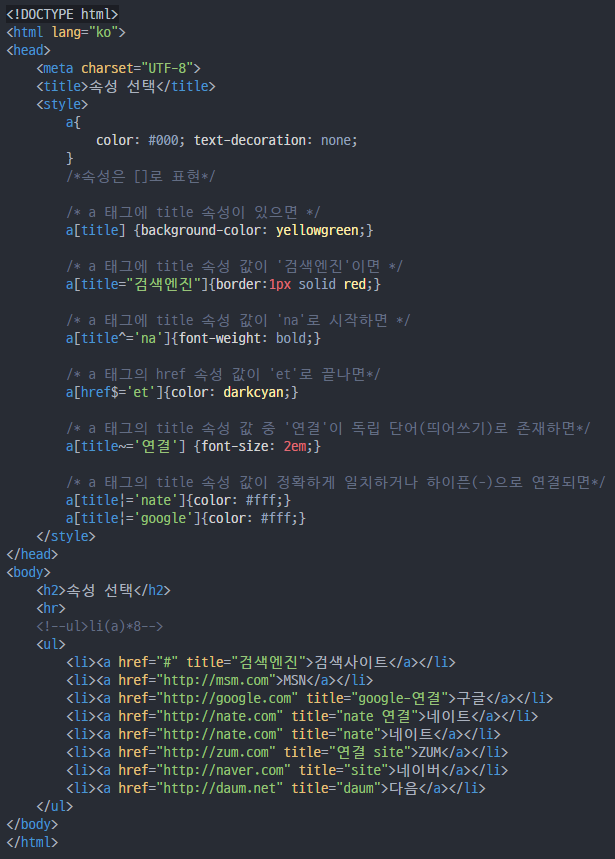 <!DOCTYPE html>
<html lang="ko">
<head>
    <meta charset="UTF-8">
    <title>속성 선택</title>
    <style>
        a{
            color: #000; text-decoration: none;
        }
        /*속성은 []로 표현*/

        /* a 태그에 title 속성이 있으면 */
        a[title] {background-color: yellowgreen;}

        /* a 태그에 title 속성 값이 '검색엔진'이면 */
        a[title="검색엔진"]{border:1px solid red;}

        /* a 태그에 title 속성 값이 'na'로 시작하면 */
        a[title^='na']{font-weight: bold;}

        /* a 태그의 href 속성 값이 'et'로 끝나면*/
        a[href$='et']{color: darkcyan;}

        /* a 태그의 title 속성 값 중 '연결'이 독립 단어(띄어쓰기)로 존재하면*/
        a[title~='연결'] {font-size: 2em;}

        /* a 태그의 title 속성 값이 정확하게 일치하거나 하이픈(-)으로 연결되면*/
        a[title|='nate']{color: #fff;}
        a[title|='google']{color: #fff;}
    </style>
</head>
<body>
    <h2>속성 선택</h2>
    <hr>
    <!--ul>li(a)*8-->
    <ul>
        <li><a href="#" title="검색엔진">검색사이트</a></li>
        <li><a href="http://msm.com">MSN</a></li>
        <li><a href="http://google.com" title="google-연결">구글</a></li>
        <li><a href="http://nate.com" title="nate 연결">네이트</a></li>
        <li><a href="http://nate.com" title="nate">네이트</a></li>
        <li><a href="http://zum.com" title="연결 site">ZUM</a></li>
        <li><a href="http://naver.com" title="site">네이버</a></li>
        <li><a href="http://daum.net" title="daum">다음</a></li>
    </ul>
</body>
</html>